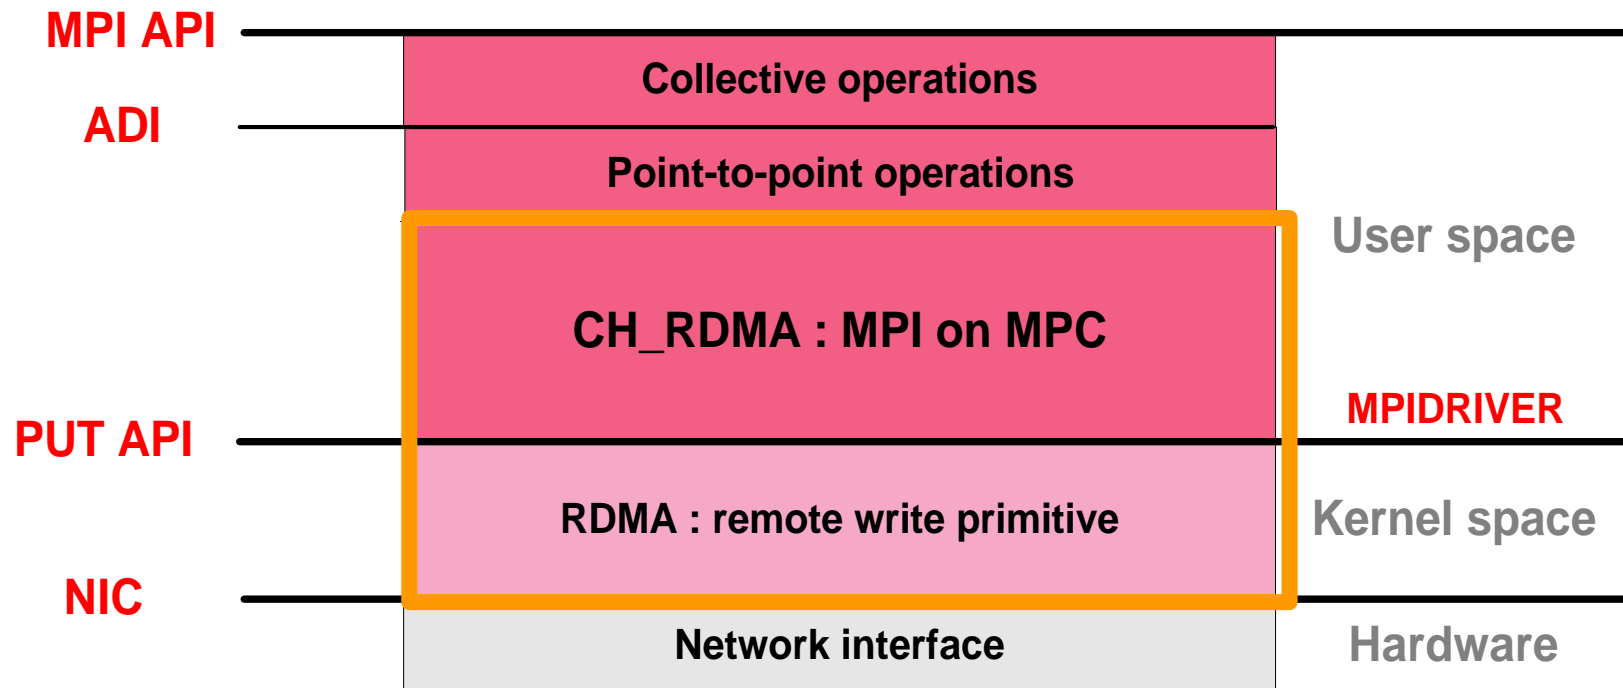 MPI API
Collective operations
ADI
Point-to-point operations
User space
CH_RDMA : MPI on MPC
MPIDRIVER
PUT API
RDMA : remote write primitive
Kernel space
NIC
Network interface
Hardware